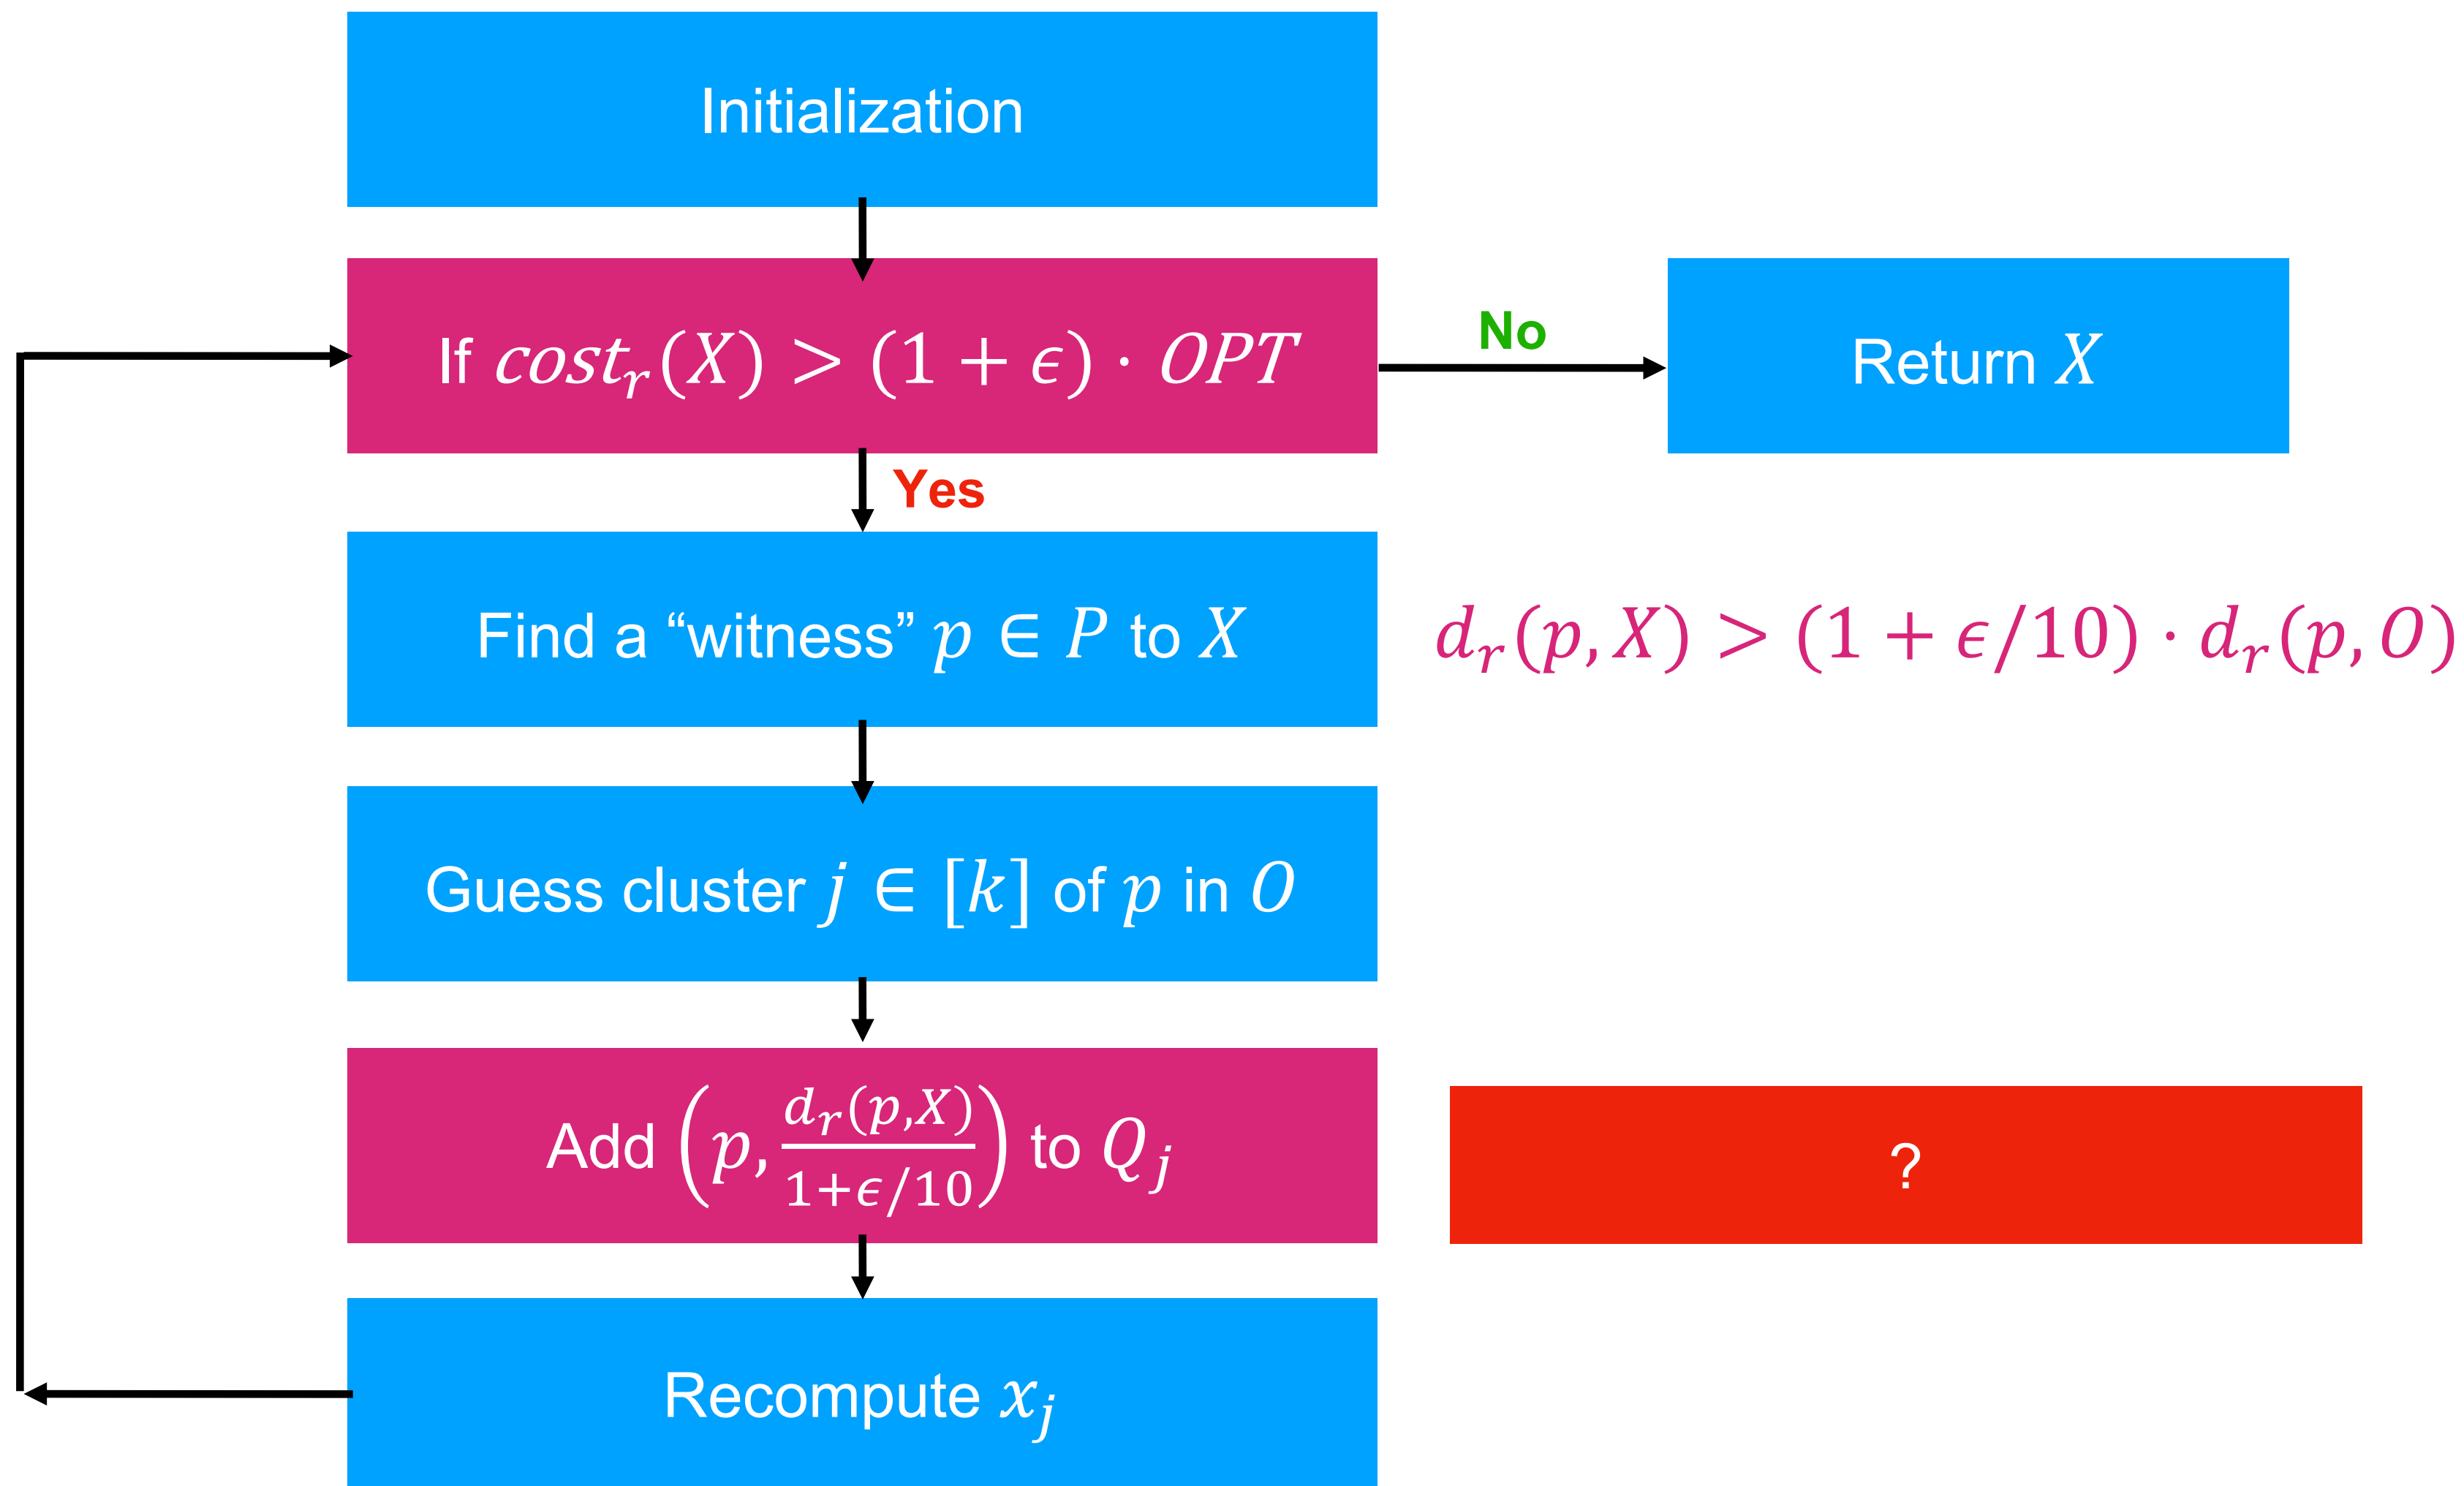 Initialization
If cost_r(X) > (1 + ϵ) · OPT
No
Return X
Yes
Find a “witness” p ∈ P to X
d_r(p, X) > (1 + ϵ/10) · d_r(p, O)
Guess cluster j ∈ [k] of p in O
Add (p, d_r(p,X)/(1+ϵ/10)) to Q_j
?
Recompute x_j